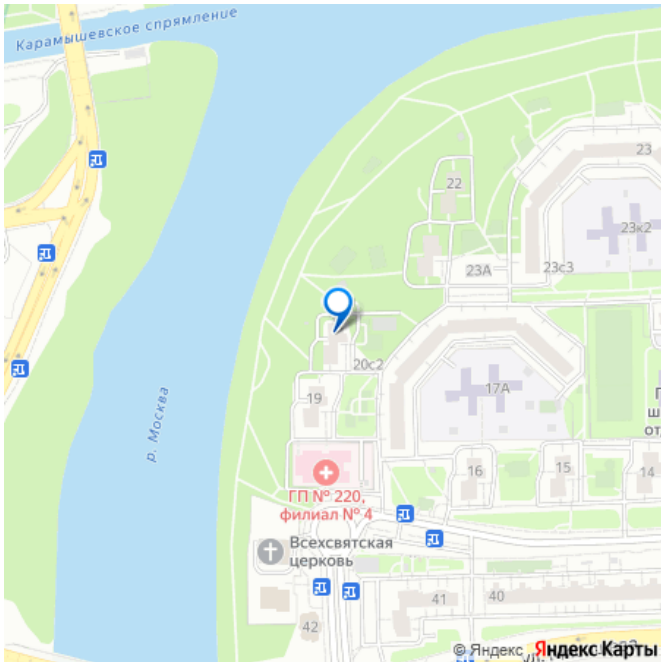 Карамышевское спрямление
23
22
23к2
23А
23с3
20с2
р. Москва
17А
19
16
15
14
ГП № 220,
филиал № 4
Всехсвятская
церковь
41
40
42
© Яндекс Яндекс Карты